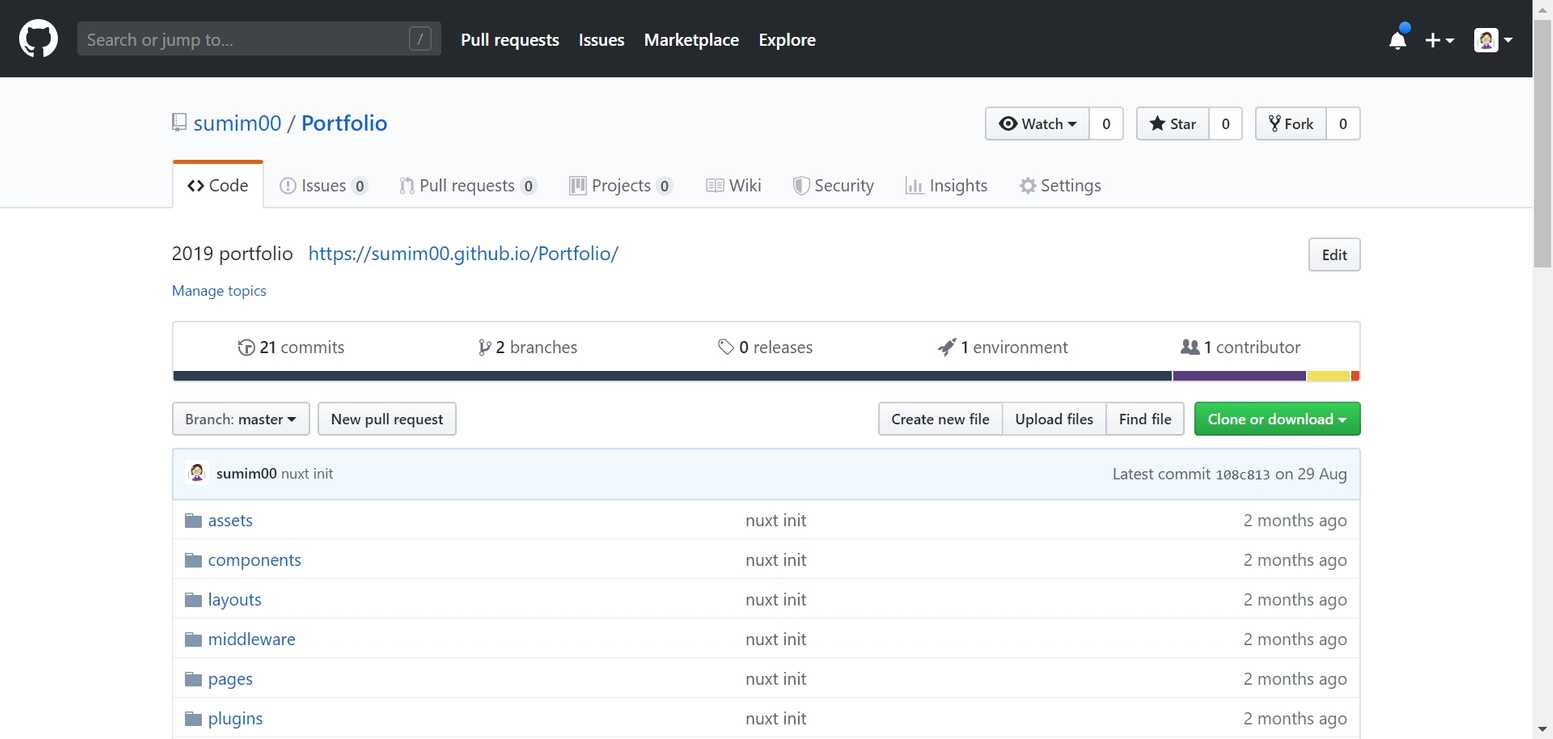 Search or jump to... / Pull requests Issues Marketplace Explore
sumim00 / Portfolio Watch 0 Star 0 Fork 0
Code Issues 0 Pull requests 0 Projects 0 Wiki Security Insights Settings
2019 portfolio https://sumim00.github.io/Portfolio/ Edit
Manage topics
21 commits 2 branches 0 releases 1 environment 1 contributor
Branch: master New pull request Create new file Upload files Find file Clone or download
sumim00 nuxt init Latest commit 108c813 on 29 Aug
assets nuxt init 2 months ago
components nuxt init 2 months ago
layouts nuxt init 2 months ago
middleware nuxt init 2 months ago
pages nuxt init 2 months ago
plugins nuxt init 2 months ago